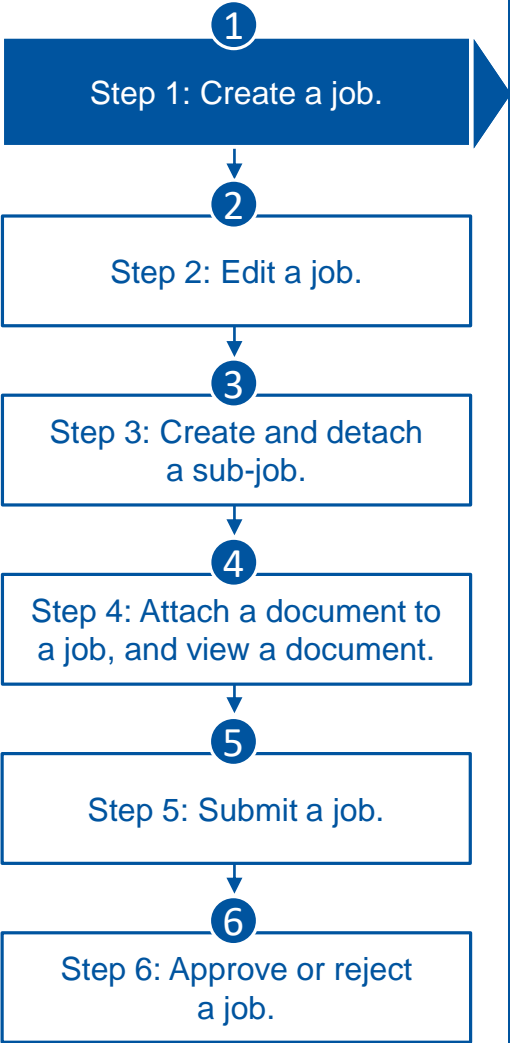 1
Step 1: Create a job.
2
Step 2: Edit a job.
3
Step 3: Create and detach
a sub-job.
4
Step 4: Attach a document to
a job, and view a document.
5
Step 5: Submit a job.
6
Step 6: Approve or reject
a job.